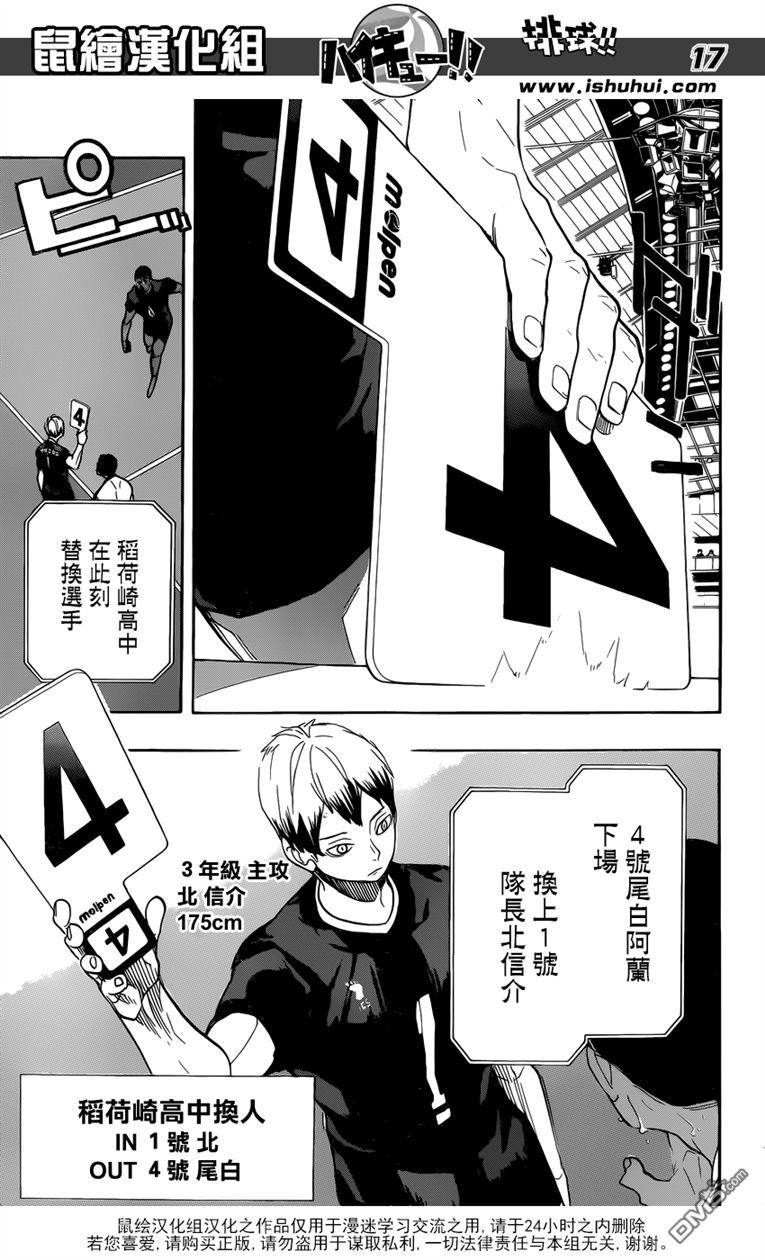 鼠繪漢化組
ハイキュー!!
排球!!
17
www.ishuhui.com
4
molpen
4
ピー
4
稻荷崎高中
在此刻
替換選手
4號尾白阿蘭
下場
換上1號
隊長北信介
4
molpen
4
3年級 主攻
北 信介
175cm
稻荷崎高中換人
IN 1號 北
OUT 4號 尾白
鼠绘汉化组汉化之作品仅用于漫迷学习交流之用,请于24小时之内删除
若您喜爱,请购买正版,请勿用于谋取私利,一切法律责任与本组无关,谢谢。